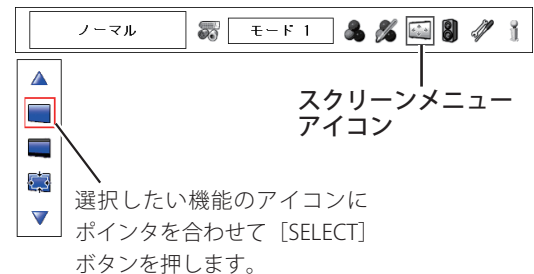 ノーマル
モード 1
スクリーンメニュー
アイコン
選択したい機能のアイコンに
ポインタを合わせて［SELECT］
ボタンを押します。